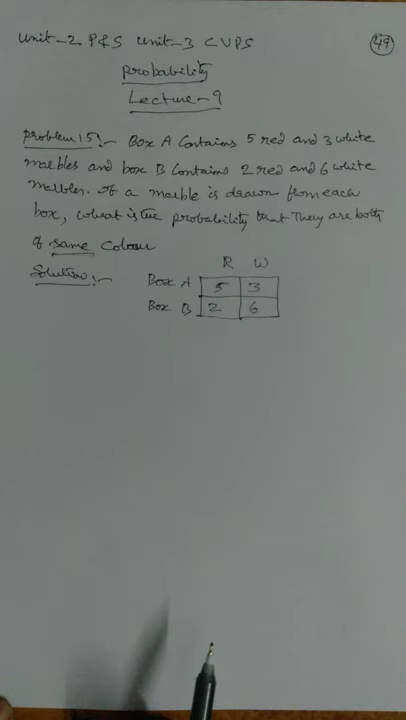 Unit-2 P&S Unit-3 CVPS
49
Probability
Lecture-9
Problem 15:- Box A Contains 5 red and 3 white
marbles and box B Contains 2 red and 6 white
marbles. If a marble is drawn from each
box, what is the probability that They are both
of same Colour
Solution:-
R W
Box A 5 3
Box B 2 6